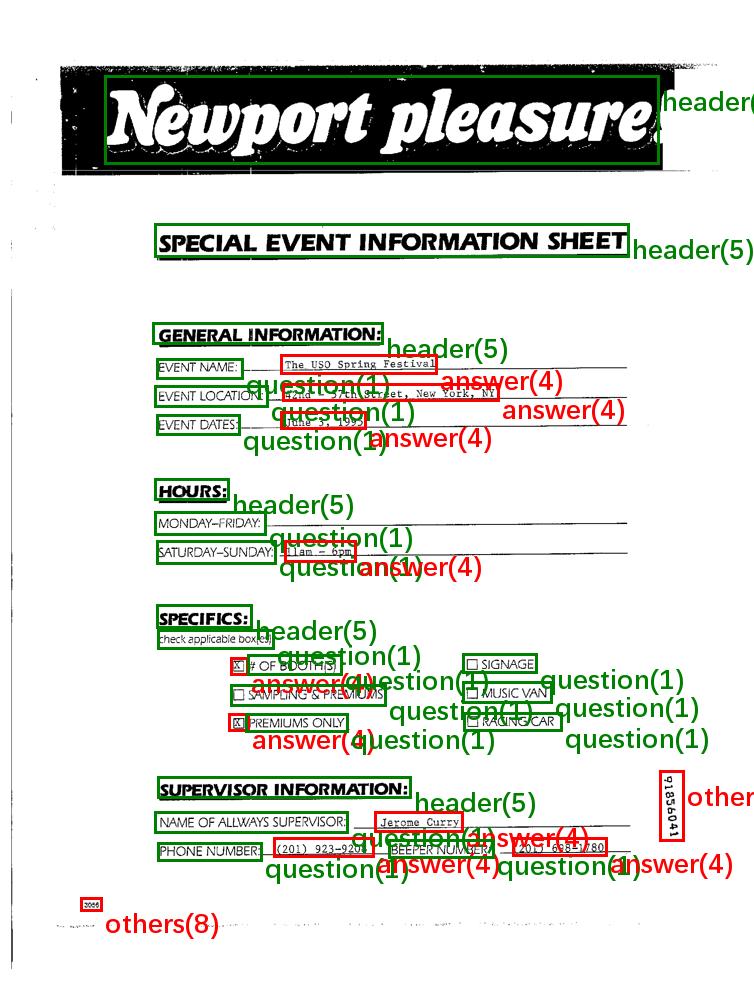 Newport pleasure!
header(
SPECIAL EVENT INFORMATION SHEET
header(5)
GENERAL INFORMATION:
header(5)
EVENT NAME: The USO Spring Festival
question(1) answer(4)
EVENT LOCATION: 42nd - 57th Street, New York, NY
question(1) answer(4)
EVENT DATES: June 3, 1995
question(1) answer(4)
HOURS:
header(5)
MONDAY–FRIDAY:
question(1)
SATURDAY–SUNDAY: 11am - 6pm
question(1) answer(4)
SPECIFICS:
header(5)
check applicable box(es)
question(1)
X # OF BOOTH(S) SIGNAGE
answer(4) question(1) question(1)
SAMPLING & PREMIUMS MUSIC VAN
question(1) question(1)
X PREMIUMS ONLY RACING CAR
answer(4) question(1) question(1)
SUPERVISOR INFORMATION:
header(5)
91856041
other
NAME OF ALLWAYS SUPERVISOR: Jerome Curry
question(1) answer(4)
PHONE NUMBER: (201) BEEPER NUMBER: (201)
question(1) answer(4) question(1) answer(4)
others(8)